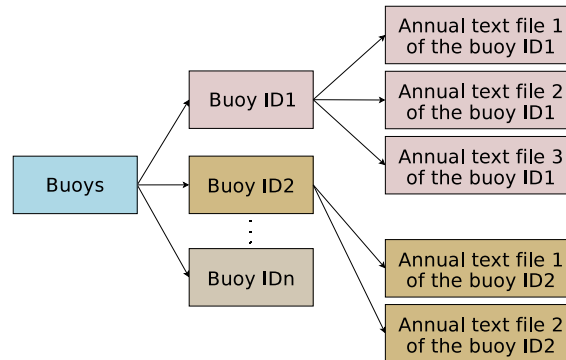 Buoys
Buoy ID1
Buoy ID2
Buoy IDn
Annual text file 1
of the buoy ID1
Annual text file 2
of the buoy ID1
Annual text file 3
of the buoy ID1
Annual text file 1
of the buoy ID2
Annual text file 2
of the buoy ID2